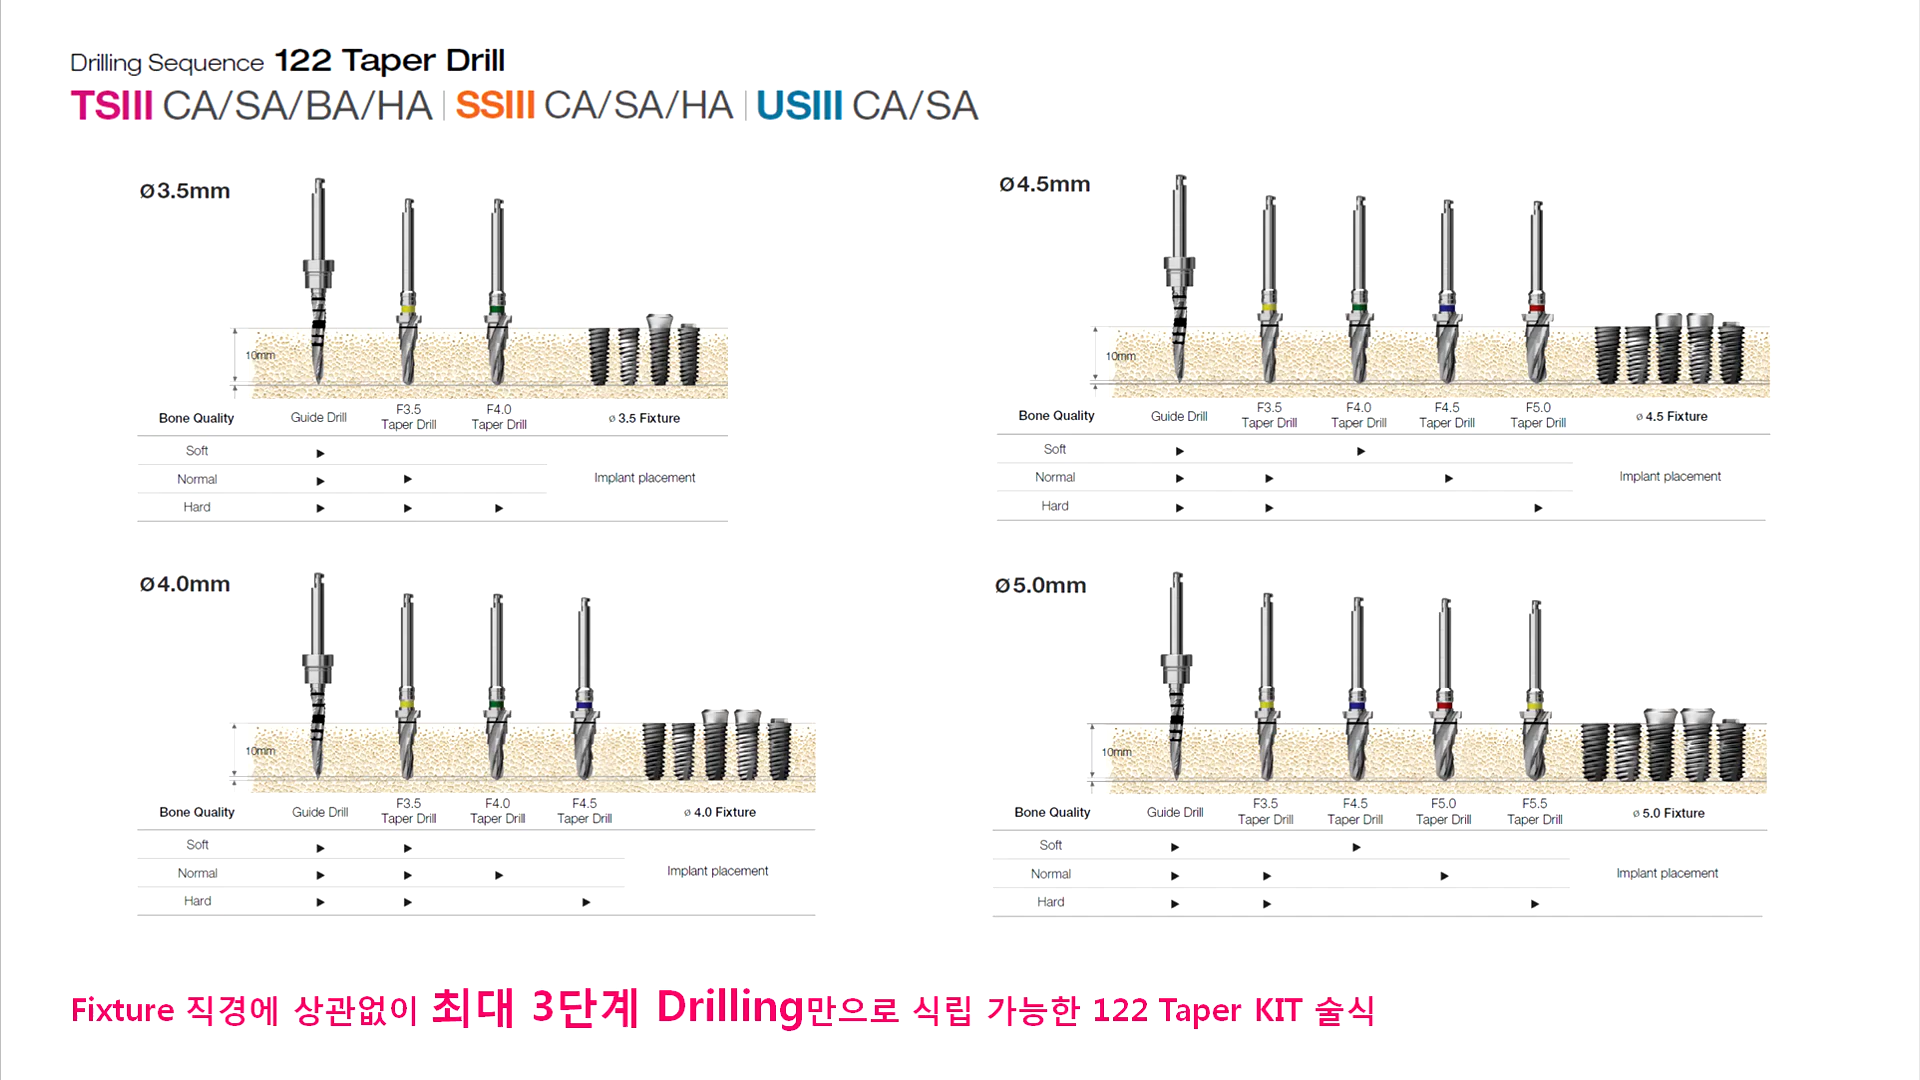 Drilling Sequence 122 Taper Drill
TSIII CA/SA/BA/HA | SSIII CA/SA/HA | USIII CA/SA
Ø3.5mm
10mm
Bone Quality Guide Drill F3.5 Taper Drill F4.0 Taper Drill ø 3.5 Fixture
Soft ▶
Normal ▶ ▶ Implant placement
Hard ▶ ▶ ▶
Ø4.5mm
10mm
Bone Quality Guide Drill F3.5 Taper Drill F4.0 Taper Drill F4.5 Taper Drill F5.0 Taper Drill ø 4.5 Fixture
Soft ▶ ▶
Normal ▶ ▶ ▶ Implant placement
Hard ▶ ▶ ▶
Ø4.0mm
10mm
Bone Quality Guide Drill F3.5 Taper Drill F4.0 Taper Drill F4.5 Taper Drill ø 4.0 Fixture
Soft ▶ ▶
Normal ▶ ▶ ▶ Implant placement
Hard ▶ ▶ ▶
Ø5.0mm
10mm
Bone Quality Guide Drill F3.5 Taper Drill F4.5 Taper Drill F5.0 Taper Drill F5.5 Taper Drill ø 5.0 Fixture
Soft ▶ ▶
Normal ▶ ▶ ▶ Implant placement
Hard ▶ ▶ ▶
Fixture 직경에 상관없이 최대 3단계 Drilling만으로 식립 가능한 122 Taper KIT 술식